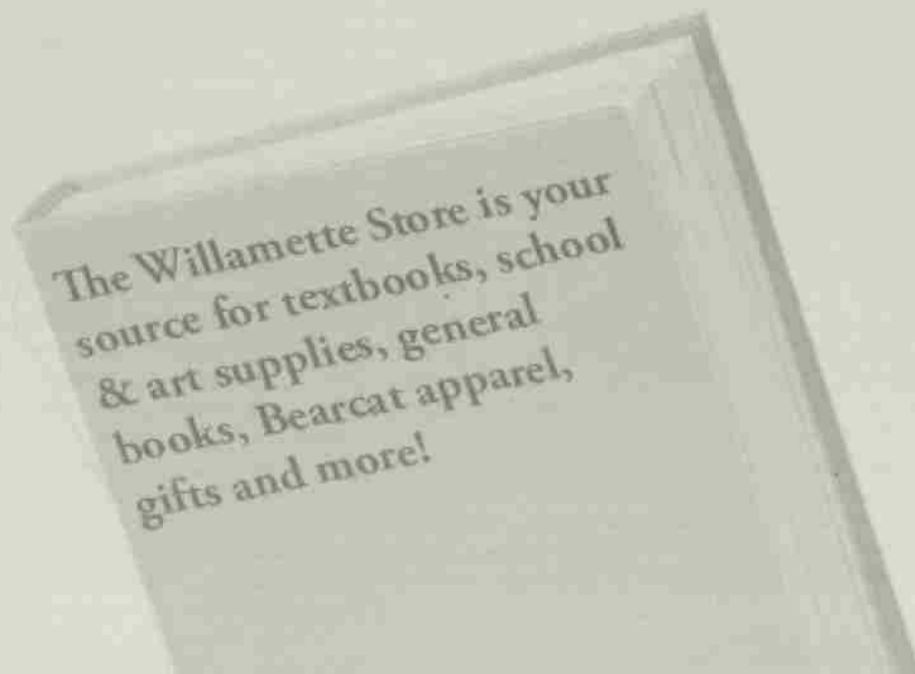 The Willamette Store is your
source for textbooks, school
& art supplies, general
books, Bearcat apparel,
gifts and more!